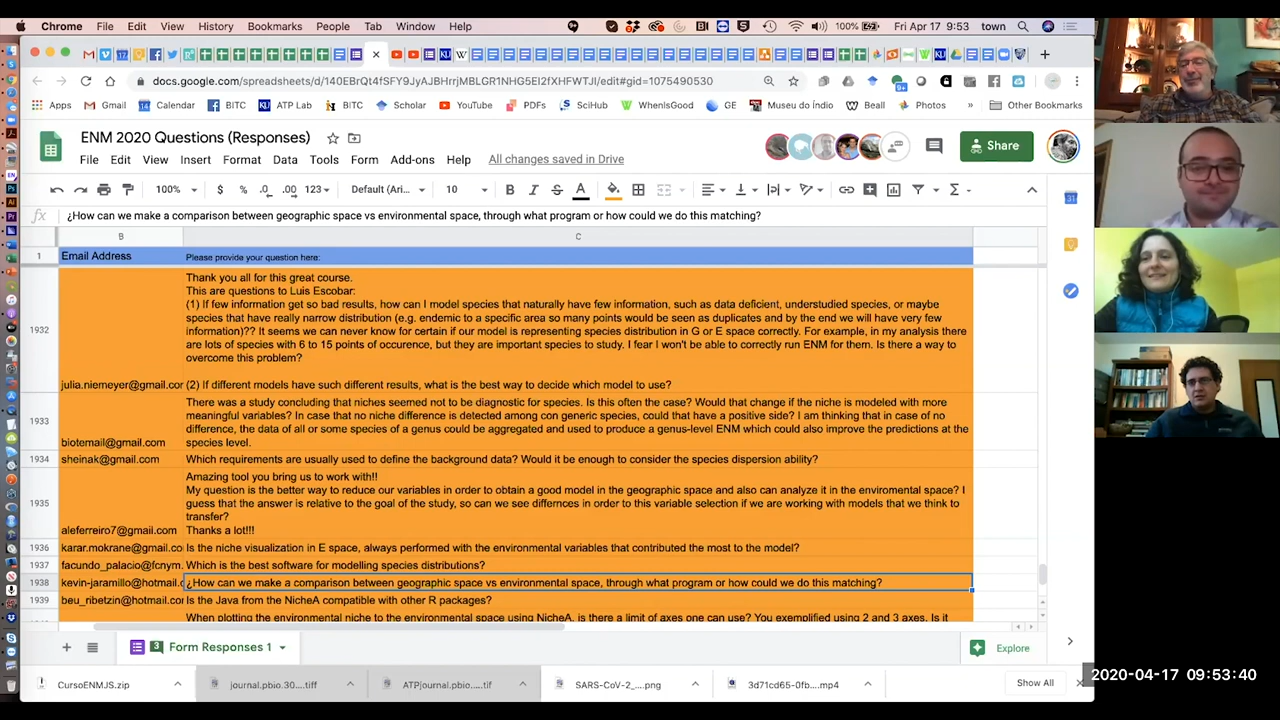 Chrome File Edit View History Bookmarks People Tab Window Help 100% Fri Apr 17 9:53 town
docs.google.com/spreadsheets/d/140EBrQt4fSFY9JyAJBHrrjMBLGR1NHG5EI2fXHFWTJI/edit#gid=1075490530
Apps Gmail Calendar BITC ATP Lab BITC Scholar YouTube PDFs SciHub WhenIsGood GE Museu do Índio Beall Photos » Other Bookmarks
ENM 2020 Questions (Responses)
Share
File Edit View Insert Format Data Tools Form Add-ons Help All changes saved in Drive
100% $ % .0 .00 123 Default (Ari... 10 B I S A
fx ¿How can we make a comparison between geographic space vs environmental space, through what program or how could we do this matching?
B C
1 Email Address Please provide your question here:
Thank you all for this great course.
This are questions to Luis Escobar:
(1) If few information get so bad results, how can I model species that naturally have few information, such as data deficient, understudied species, or maybe
species that have really narrow distribution (e.g. endemic to a specific area so many points would be seen as duplicates and by the end we will have very few
1932 information)?? It seems we can never know for certain if our model is representing species distribution in G or E space correctly. For example, in my analysis there
are lots of species with 6 to 15 points of occurence, but they are important species to study. I fear I won't be able to correctly run ENM for them. Is there a way to
overcome this problem?
julia.niemeyer@gmail.cor (2) If different models have such different results, what is the best way to decide which model to use?
There was a study concluding that niches seemed not to be diagnostic for species. Is this often the case? Would that change if the niche is modeled with more
1933 meaningful variables? In case that no niche difference is detected among con generic species, could that have a positive side? I am thinking that in case of no
difference, the data of all or some species of a genus could be aggregated and used to produce a genus-level ENM which could also improve the predictions at the
biotemail@gmail.com species level.
1934 sheinak@gmail.com Which requirements are usually used to define the background data? Would it be enough to consider the species dispersion ability?
Amazing tool you bring us to work with!!
My question is the better way to reduce our variables in order to obtain a good model in the geographic space and also can analyze it in the enviromental space? I
1935 guess that the answer is relative to the goal of the study, so can we see differnces in order to this variable selection if we are working with models that we think to
transfer?
aleferreiro7@gmail.com Thanks a lot!!!
1936 karar.mokrane@gmail.co Is the niche visualization in E space, always performed with the environmental variables that contributed the most to the model?
1937 facundo_palacio@fcnym. Which is the best software for modelling species distributions?
1938 kevin-jaramillo@hotmail.c ¿How can we make a comparison between geographic space vs environmental space, through what program or how could we do this matching?
1939 beu_ribetzin@hotmail.con Is the Java from the NicheA compatible with other R packages?
When plotting the environmental niche to the environmental space using NicheA, is there a limit of axes one can use? You exemplified using 2 and 3 axes. Is it
3 Form Responses 1 Explore
CursoENMJS.zip journal.pbio.30....tiff ATPjournal.pbio....tif SARS-CoV-2_....png 3d71cd65-0fb....mp4 Show All
2020-04-17 09:53:40